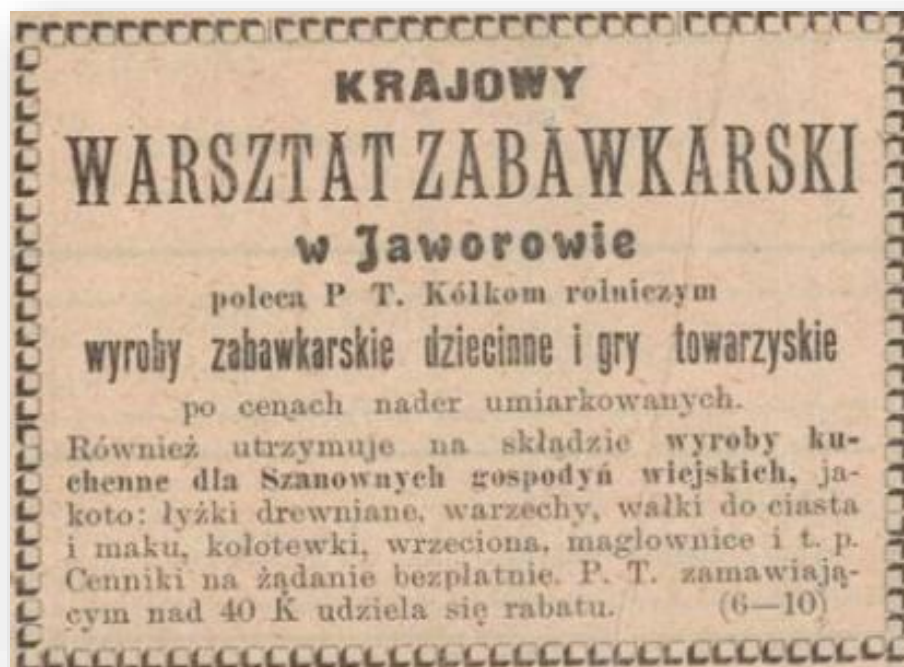 KRAJOWY
WARSZTAT ZABAWKARSKI
w Jaworowie
poleca P T. Kółkom rolniczym
wyroby zabawkarskie dziecinne i gry towarzyskie
po cenach nader umiarkowanych.
Również utrzymuje na składzie wyroby ku-
chenne dla Szanownych gospodyń wiejskich, ja-
koto: łyżki drewniane, warzechy, wałki do ciasta
i maku, kołotewki, wrzeciona, maglownice i t. p.
Cenniki na żądanie bezpłatnie. P. T. zamawiają-
cym nad 40 K udziela się rabatu. (6—10)